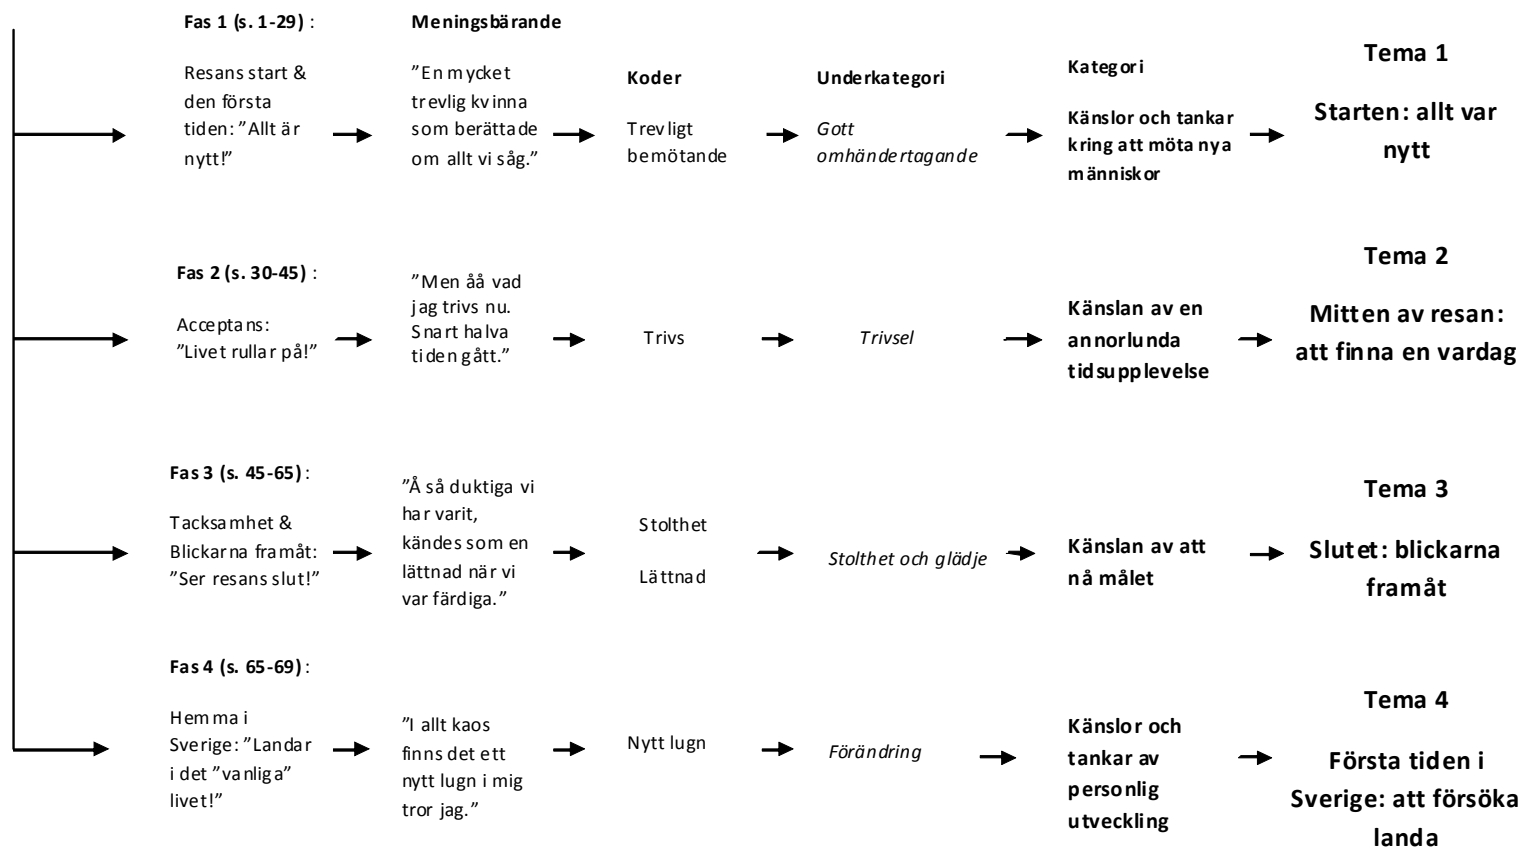 Fas 1 (s. 1-29) :
Resans start &
den första
tiden: ”Allt är
nytt!”
Meningsbärande
”En mycket
trevlig kvinna
som berättade
om allt vi såg.”
Koder
Trevligt
bemötande
Underkategori
Gott
omhändertagande
Kategori
Känslor och tankar
kring att möta nya
människor
Tema 1
Starten: allt var
nytt
Fas 2 (s. 30-45) :
Acceptans:
”Livet rullar på!”
”Men åå vad
jag trivs nu.
Snart halva
tiden gått.”
Trivs
Trivsel
Känslan av en
annorlunda
tidsupplevelse
Tema 2
Mitten av resan:
att finna en vardag
Fas 3 (s. 45-65) :
Tacksamhet &
Blickarna framåt:
”Ser resans slut!”
”Å så duktiga vi
har varit,
kändes som en
lättnad när vi
var färdiga.”
Stolthet
Lättnad
Stolthet och glädje
Känslan av att
nå målet
Tema 3
Slutet: blickarna
framåt
Fas 4 (s. 65-69) :
Hemma i
Sverige: ”Landar
i det ”vanliga”
livet!”
”I allt kaos
finns det ett
nytt lugn i mig
tror jag.”
Nytt lugn
Förändring
Känslor och
tankar av
personlig
utveckling
Tema 4
Första tiden i
Sverige: att försöka
landa